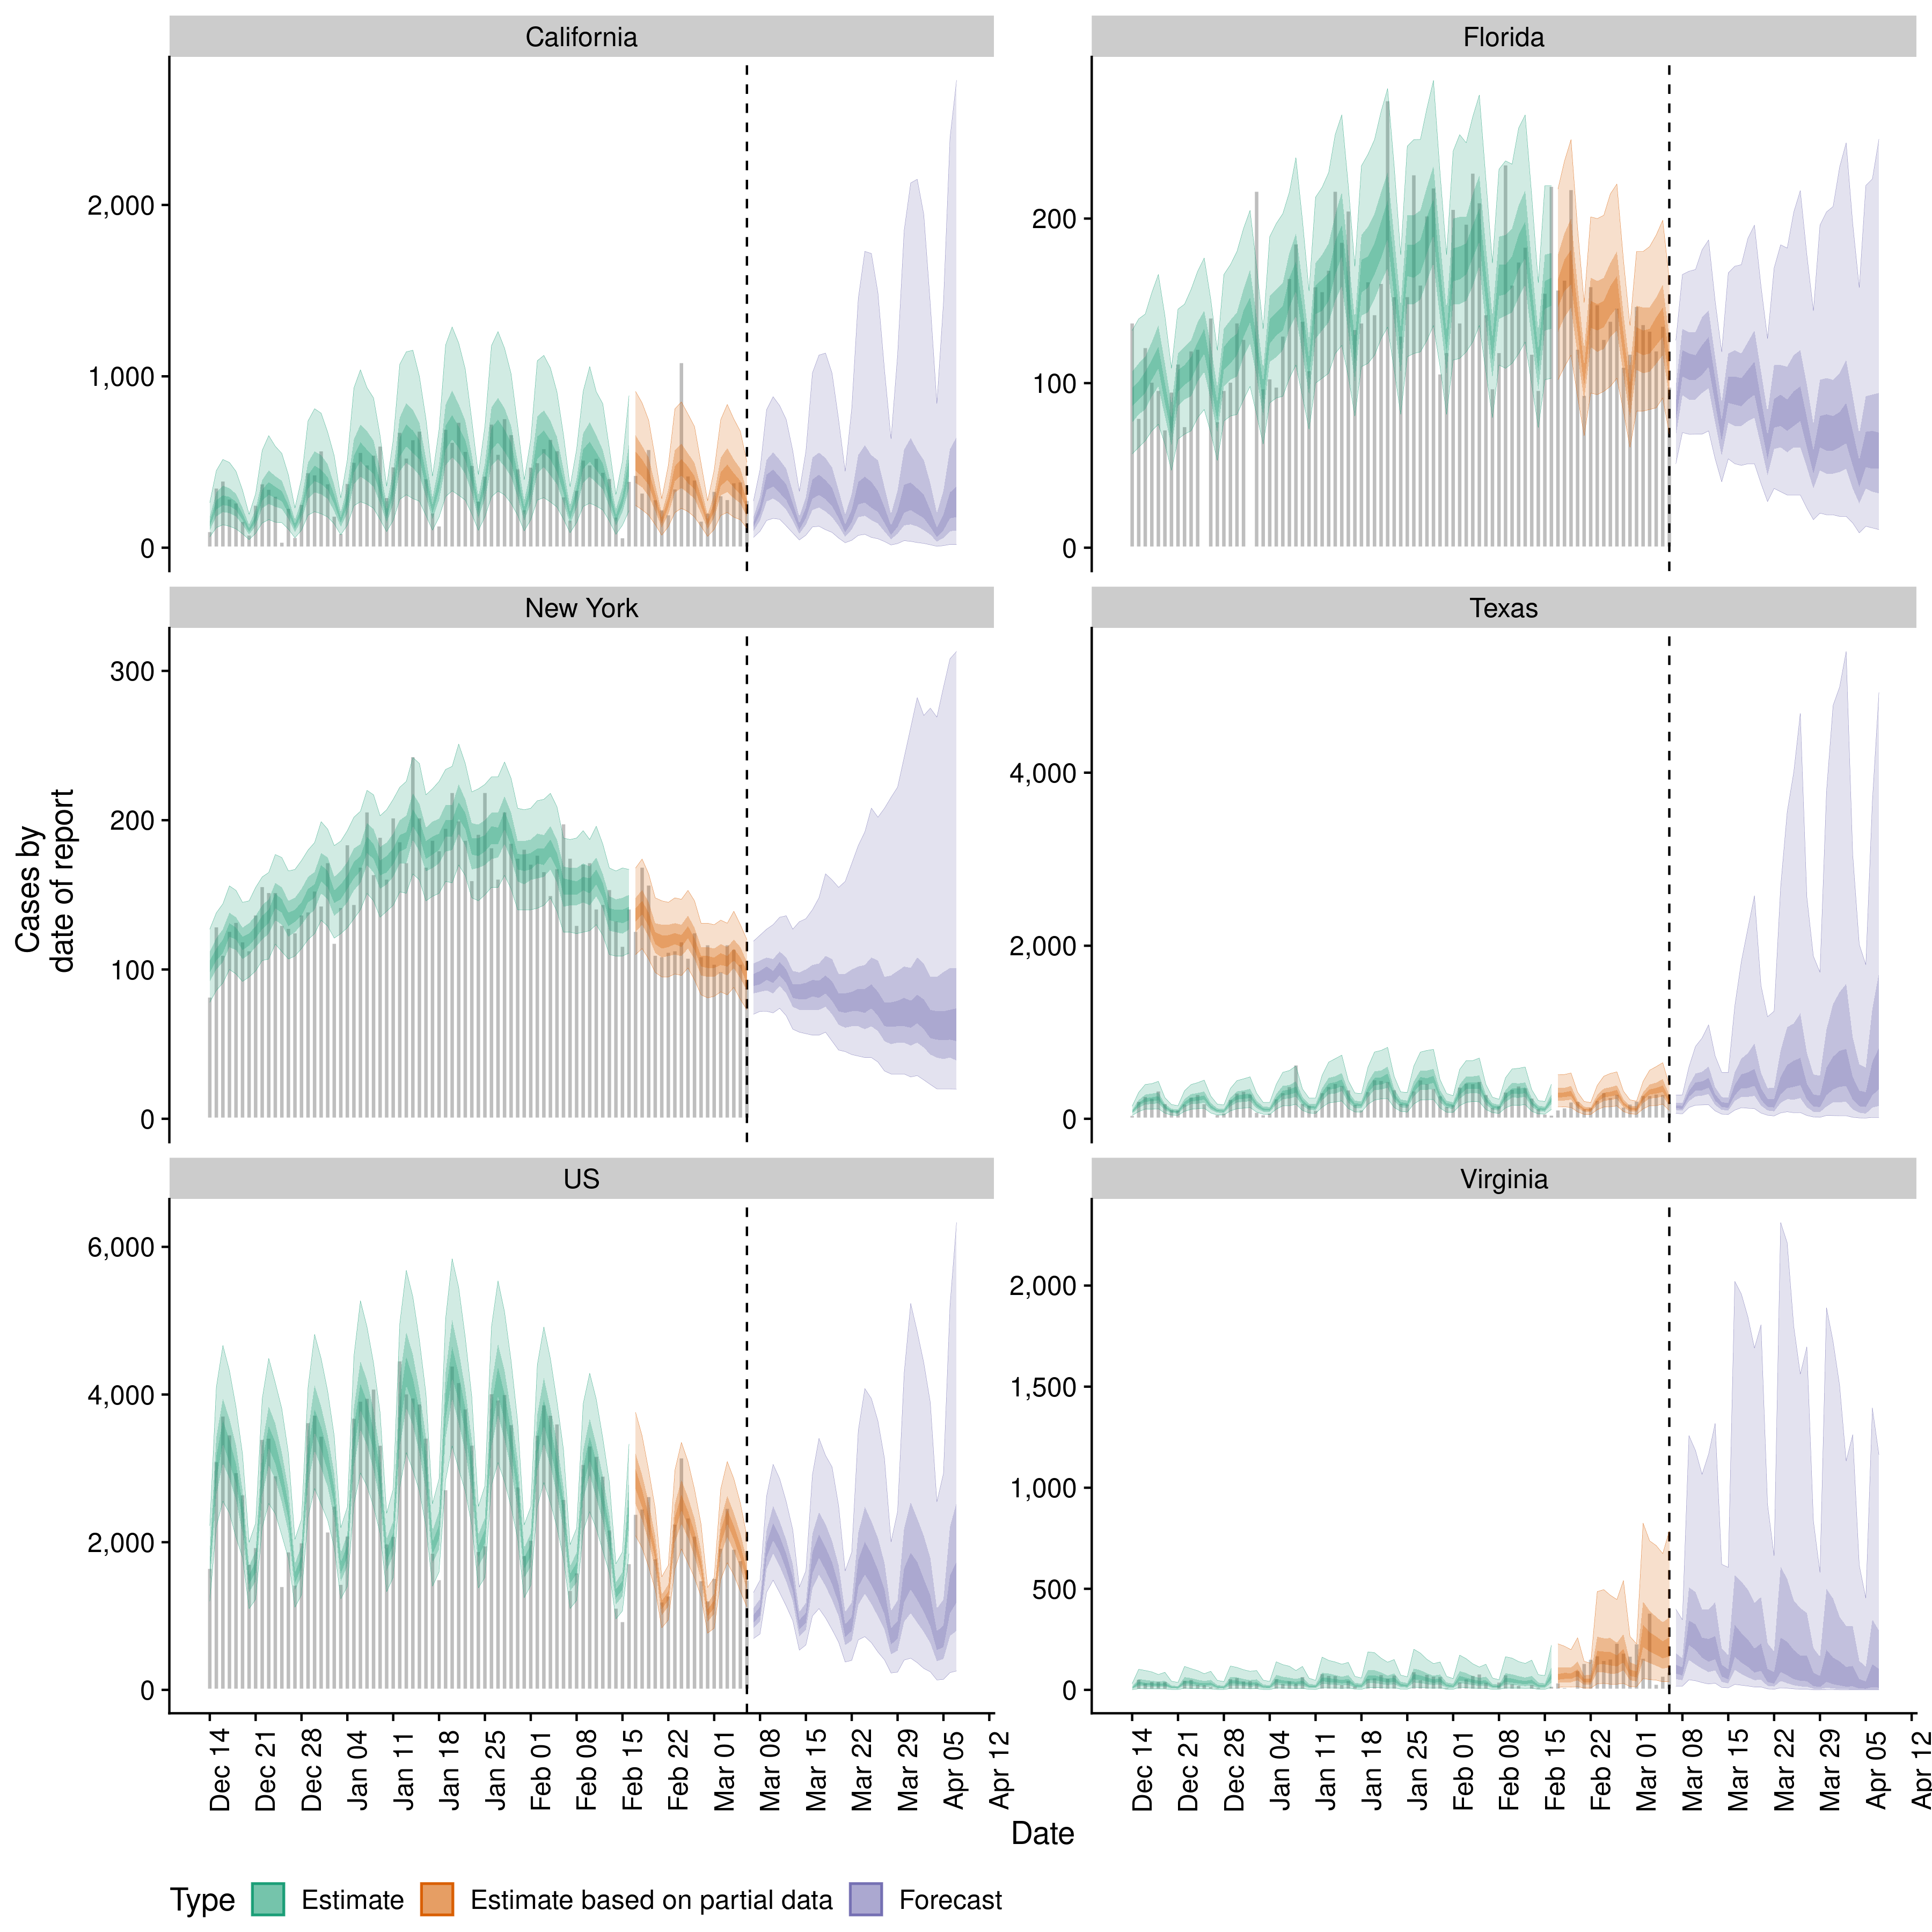 California
Florida
2,000
1,000
0
200
100
0
New York
Texas
300
200
100
0
4,000
2,000
0
Cases by
date of report
US
Virginia
6,000
4,000
2,000
0
2,000
1,500
1,000
500
0
Dec 14
Dec 21
Dec 28
Jan 04
Jan 11
Jan 18
Jan 25
Feb 01
Feb 08
Feb 15
Feb 22
Mar 01
Mar 08
Mar 15
Mar 22
Mar 29
Apr 05
Apr 12
Dec 14
Dec 21
Dec 28
Jan 04
Jan 11
Jan 18
Jan 25
Feb 01
Feb 08
Feb 15
Feb 22
Mar 01
Mar 08
Mar 15
Mar 22
Mar 29
Apr 05
Apr 12
Date
Type Estimate Estimate based on partial data Forecast